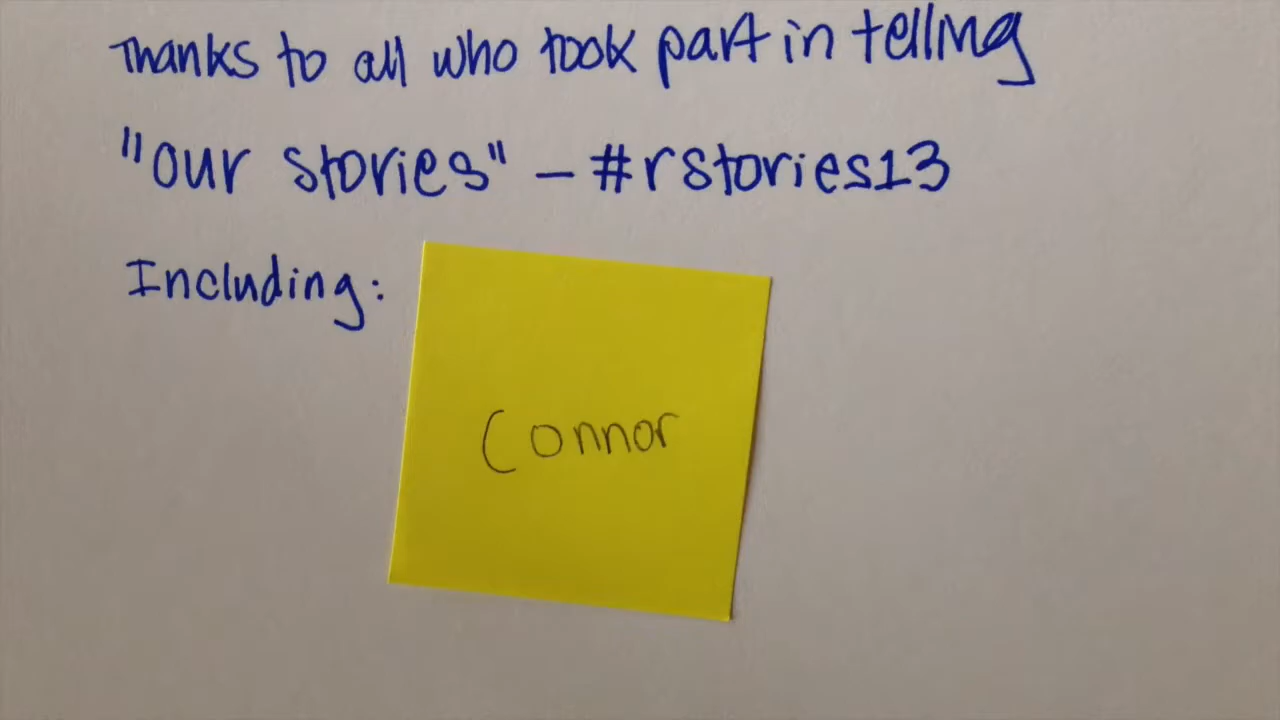 Thanks to all who took part in telling
"our stories" - #rstories13
Including:
Connor